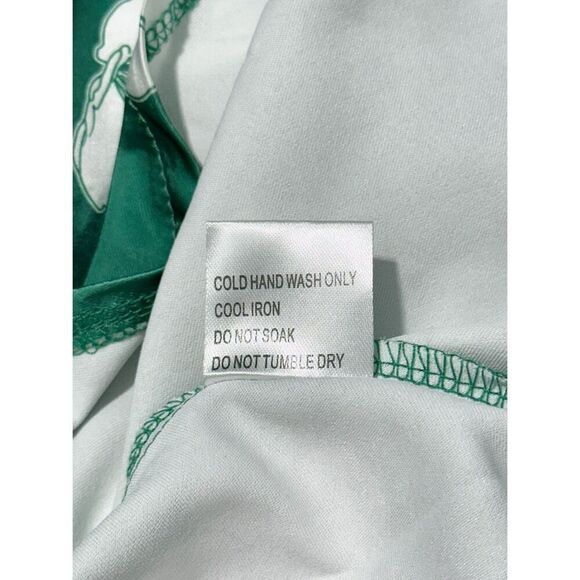 COLD HAND WASH ONLY
COOL IRON
DO NOT SOAK
DO NOT TUMBLE DRY